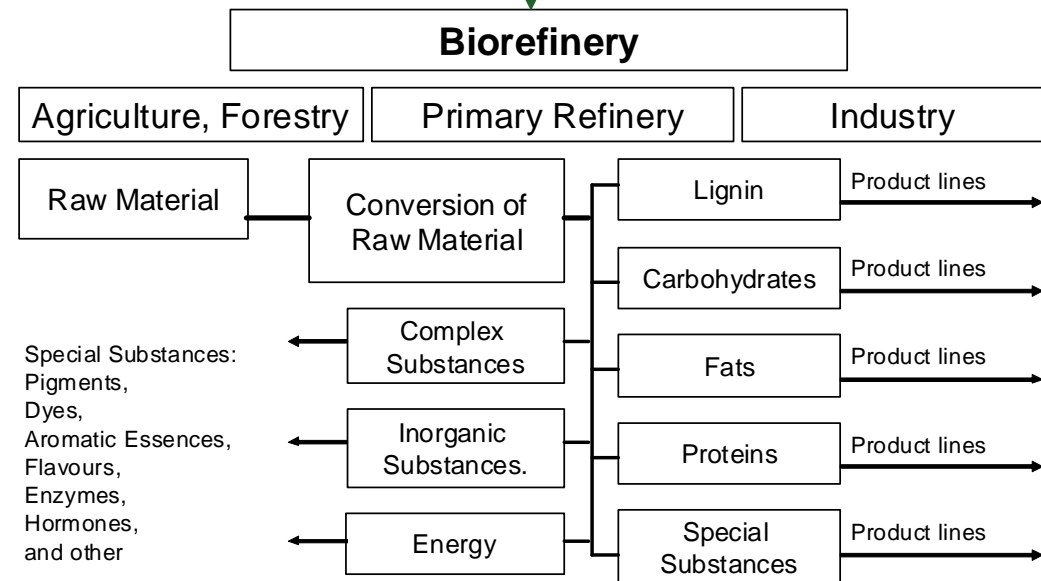 Biorefinery
Agriculture, Forestry
Primary Refinery
Industry
Raw Material
Conversion of
Raw Material
Lignin
Product lines
Carbohydrates
Product lines
Complex
Substances
Fats
Product lines
Inorganic
Substances.
Proteins
Product lines
Energy
Special
Substances
Product lines
Special Substances:
Pigments,
Dyes,
Aromatic Essences,
Flavours,
Enzymes,
Hormones,
and other